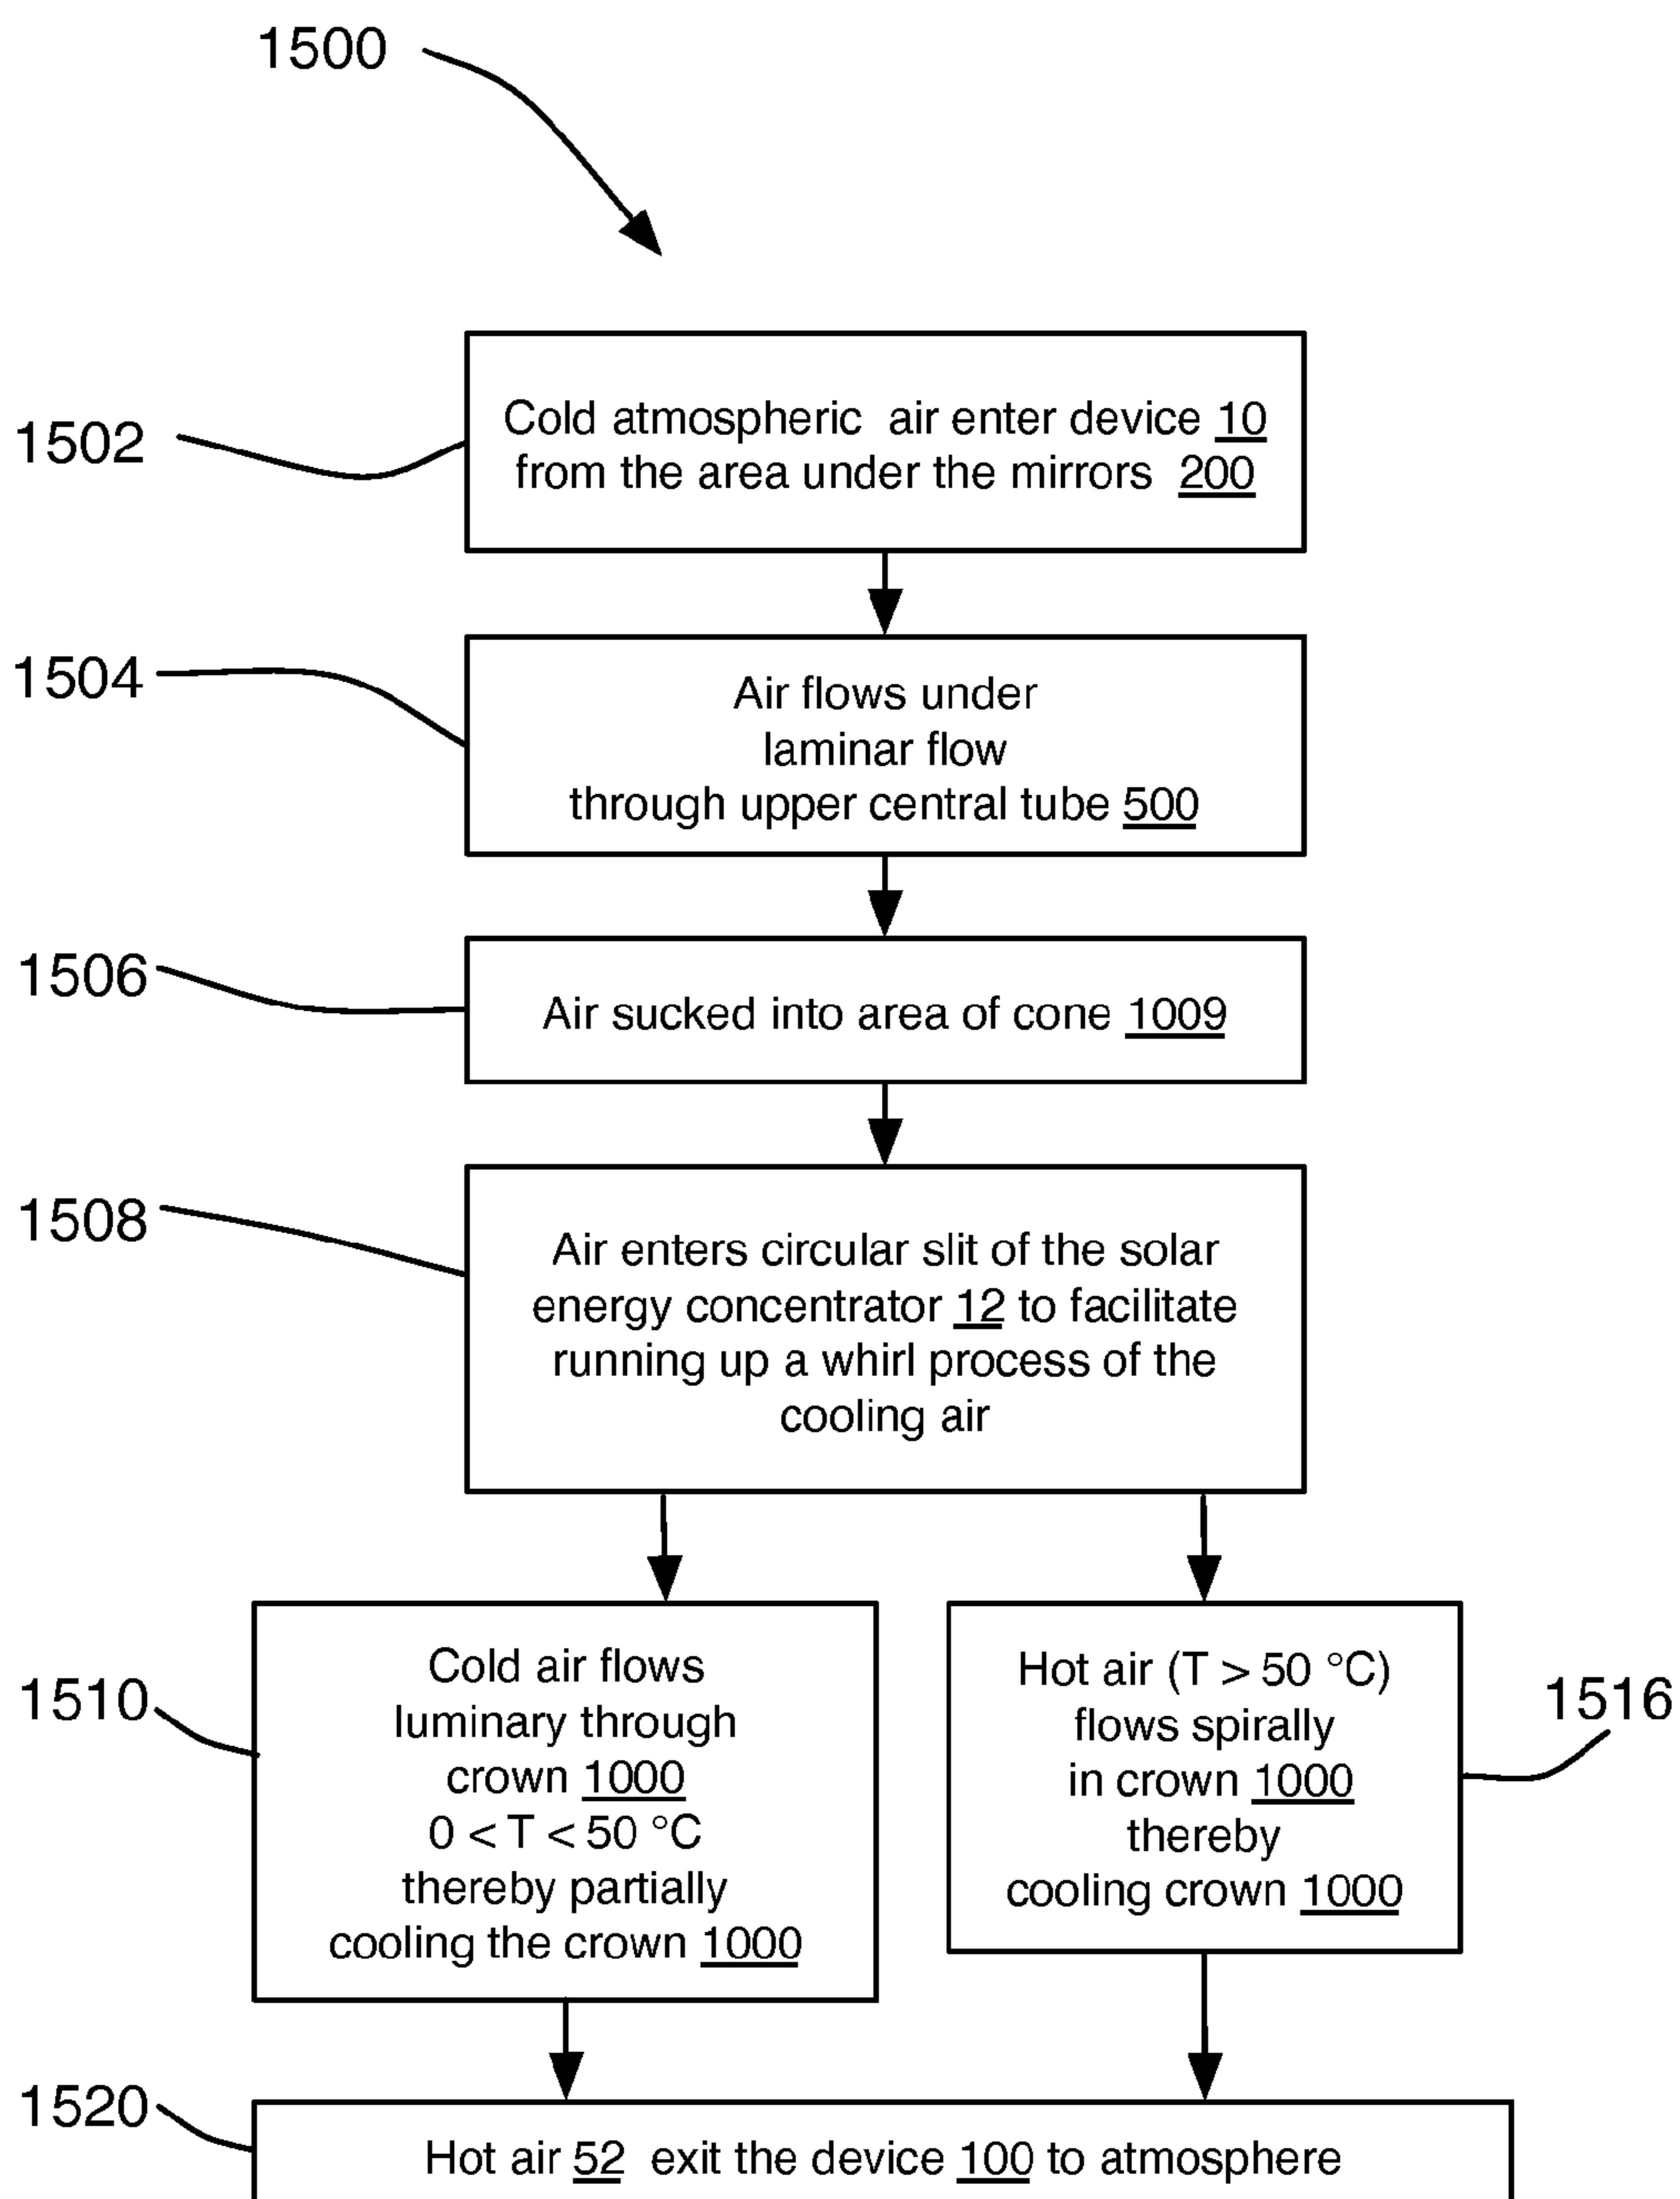 1500
1502
Cold atmospheric air enter device 10
from the area under the mirrors 200
1504
Air flows under
laminar flow
through upper central tube 500
1506
Air sucked into area of cone 1009
1508
Air enters circular slit of the solar
energy concentrator 12 to facilitate
running up a whirl process of the
cooling air
1510
Cold air flows
luminary through
crown 1000
0 < T < 50 °C
thereby partially
cooling the crown 1000
Hot air (T > 50 °C)
flows spirally
in crown 1000
thereby
cooling crown 1000
1516
1520
Hot air 52 exit the device 100 to atmosphere